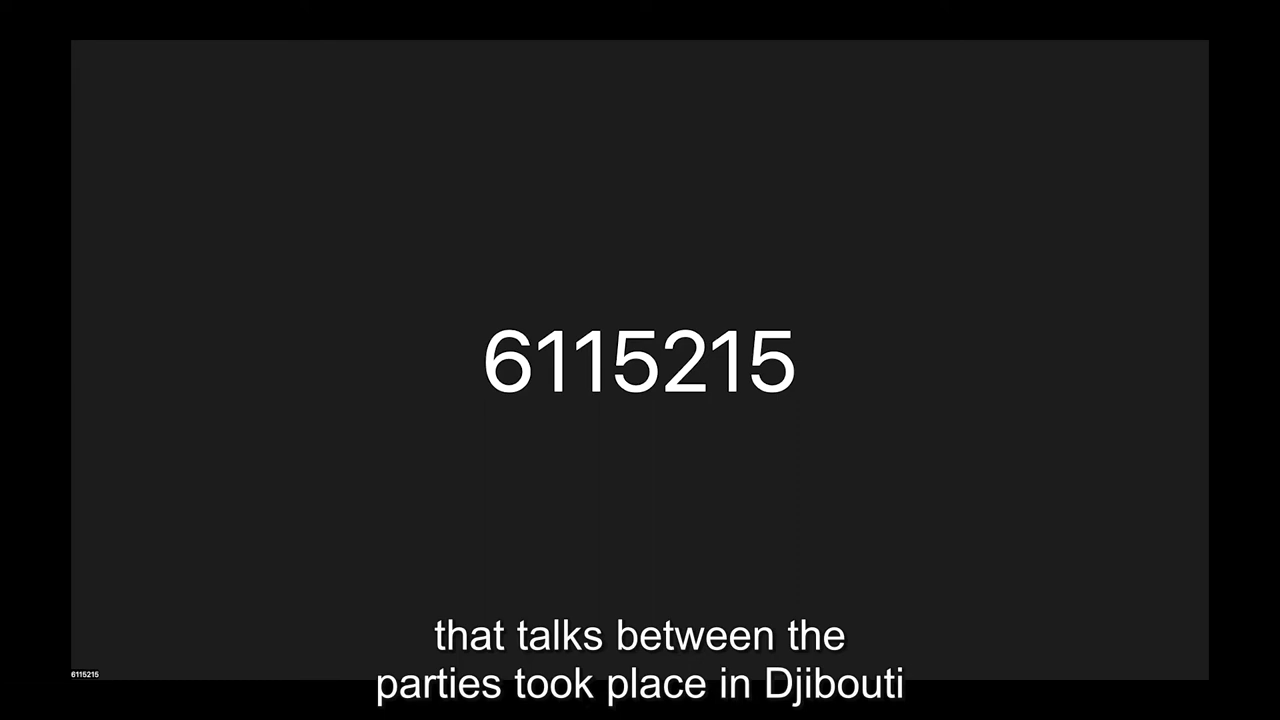 6115215
that talks between the
parties took place in Djibouti
6115215